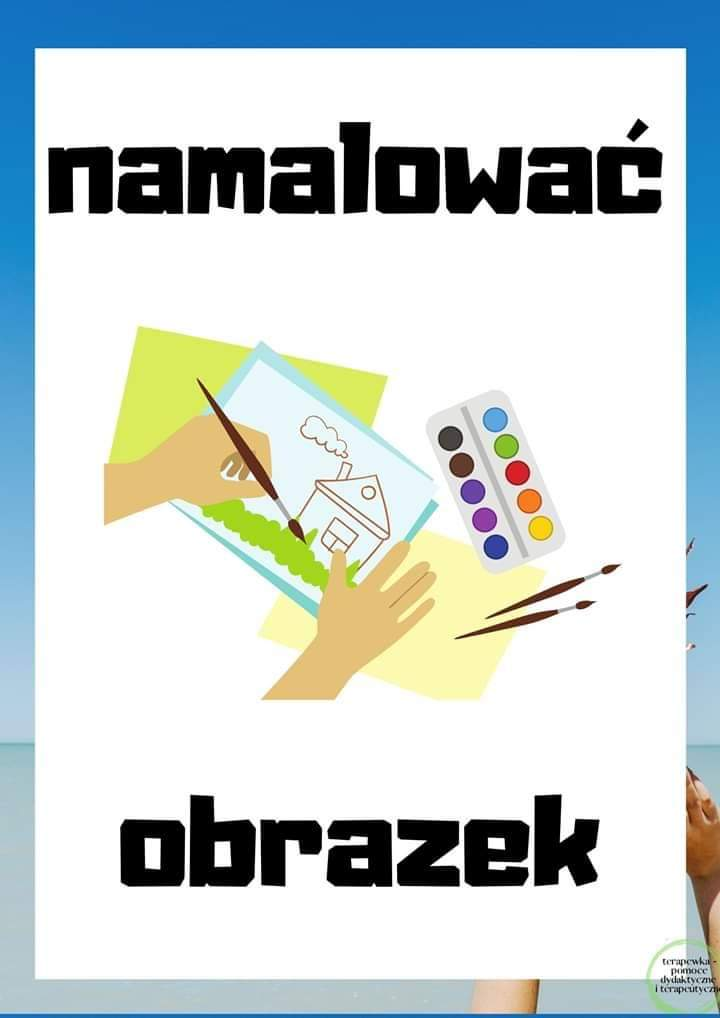 namalować
obrazek
terapewka -
pomoce
dydaktyczne
i terapeutyczne